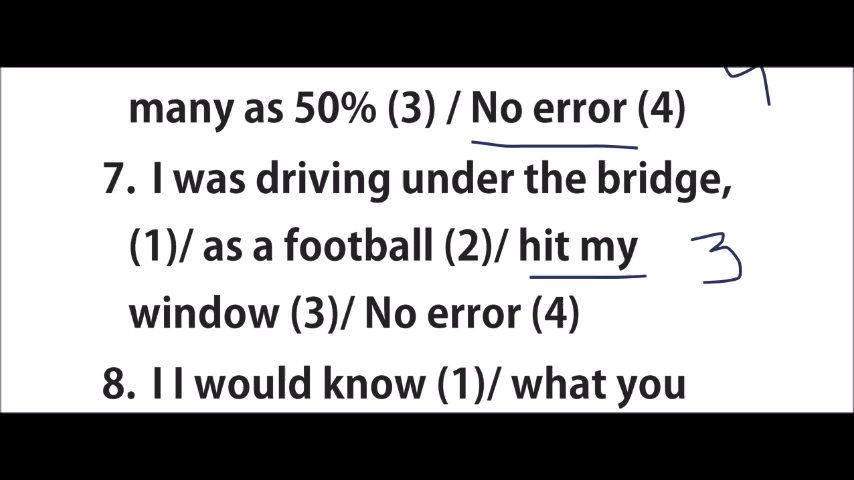 many as 50% (3) / No error (4)
7. I was driving under the bridge,
(1)/ as a football (2)/ hit my 3
window (3)/ No error (4)
8. I I would know (1)/ what you